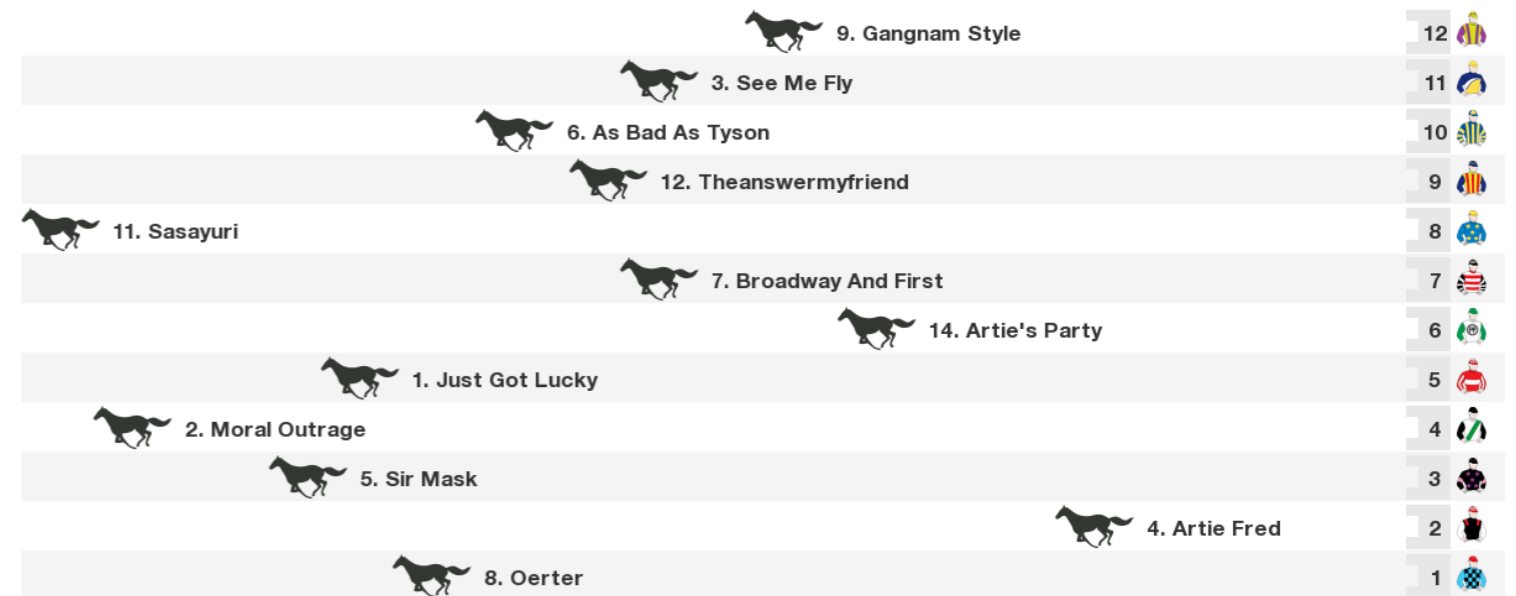 9. Gangnam Style 12
3. See Me Fly 11
6. As Bad As Tyson 10
12. Theanswermyfriend 9
11. Sasayuri 8
7. Broadway And First 7
14. Artie's Party 6
1. Just Got Lucky 5
2. Moral Outrage 4
5. Sir Mask 3
4. Artie Fred 2
8. Oerter 1